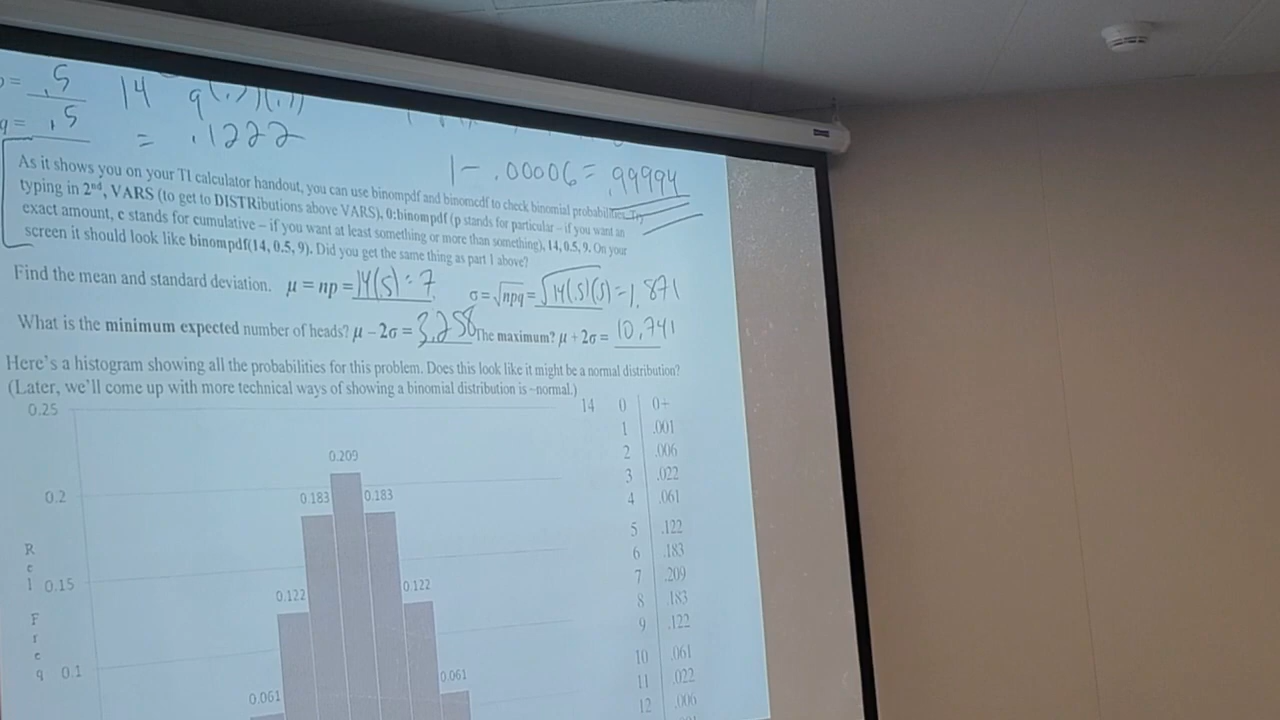 = .5 14
q = .5 = .1222
1 - .00006 = .99994
As it shows you on your TI calculator handout, you can use binompdf and binomcdf to check binomial probabilities. Try
typing in 2nd, VARS (to get to DISTRibutions above VARS), 0:binompdf (p stands for particular – if you want an
exact amount, c stands for cumulative – if you want at least something or more than something), 14, 0.5, 9. On your
screen it should look like binompdf(14, 0.5, 9). Did you get the same thing as part 1 above?
Find the mean and standard deviation. μ = np = 14(.5) = 7 σ = √npq = √14(.5)(.5) = 1.871
What is the minimum expected number of heads? μ – 2σ = 3.258 The maximum? μ + 2σ = 10.741
Here's a histogram showing all the probabilities for this problem. Does this look like it might be a normal distribution?
(Later, we'll come up with more technical ways of showing a binomial distribution is ~normal.)
0.25
0.2
0.15
0.1
Rel Freq
0.061
0.122
0.183
0.209
0.183
0.122
0.061
14 0 0+
1 .001
2 .006
3 .022
4 .061
5 .122
6 .183
7 .209
8 .183
9 .122
10 .061
11 .022
12 .006